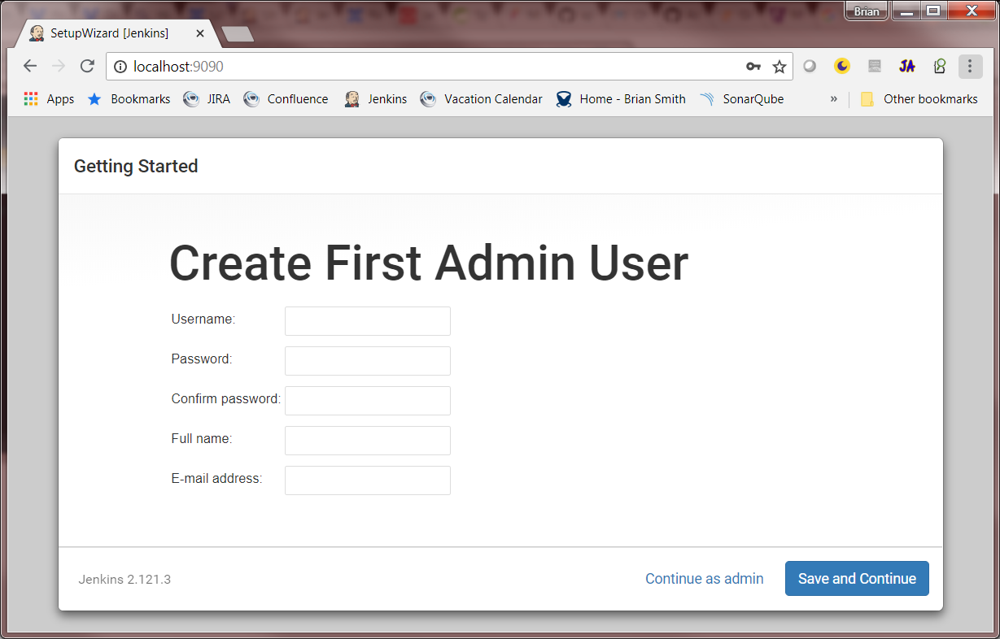 Brian
SetupWizard [Jenkins]
localhost:9090
JA
Apps Bookmarks JIRA Confluence Jenkins Vacation Calendar Home - Brian Smith SonarQube » Other bookmarks
Getting Started
Create First Admin User
Username:
Password:
Confirm password:
Full name:
E-mail address:
Jenkins 2.121.3 Continue as admin Save and Continue